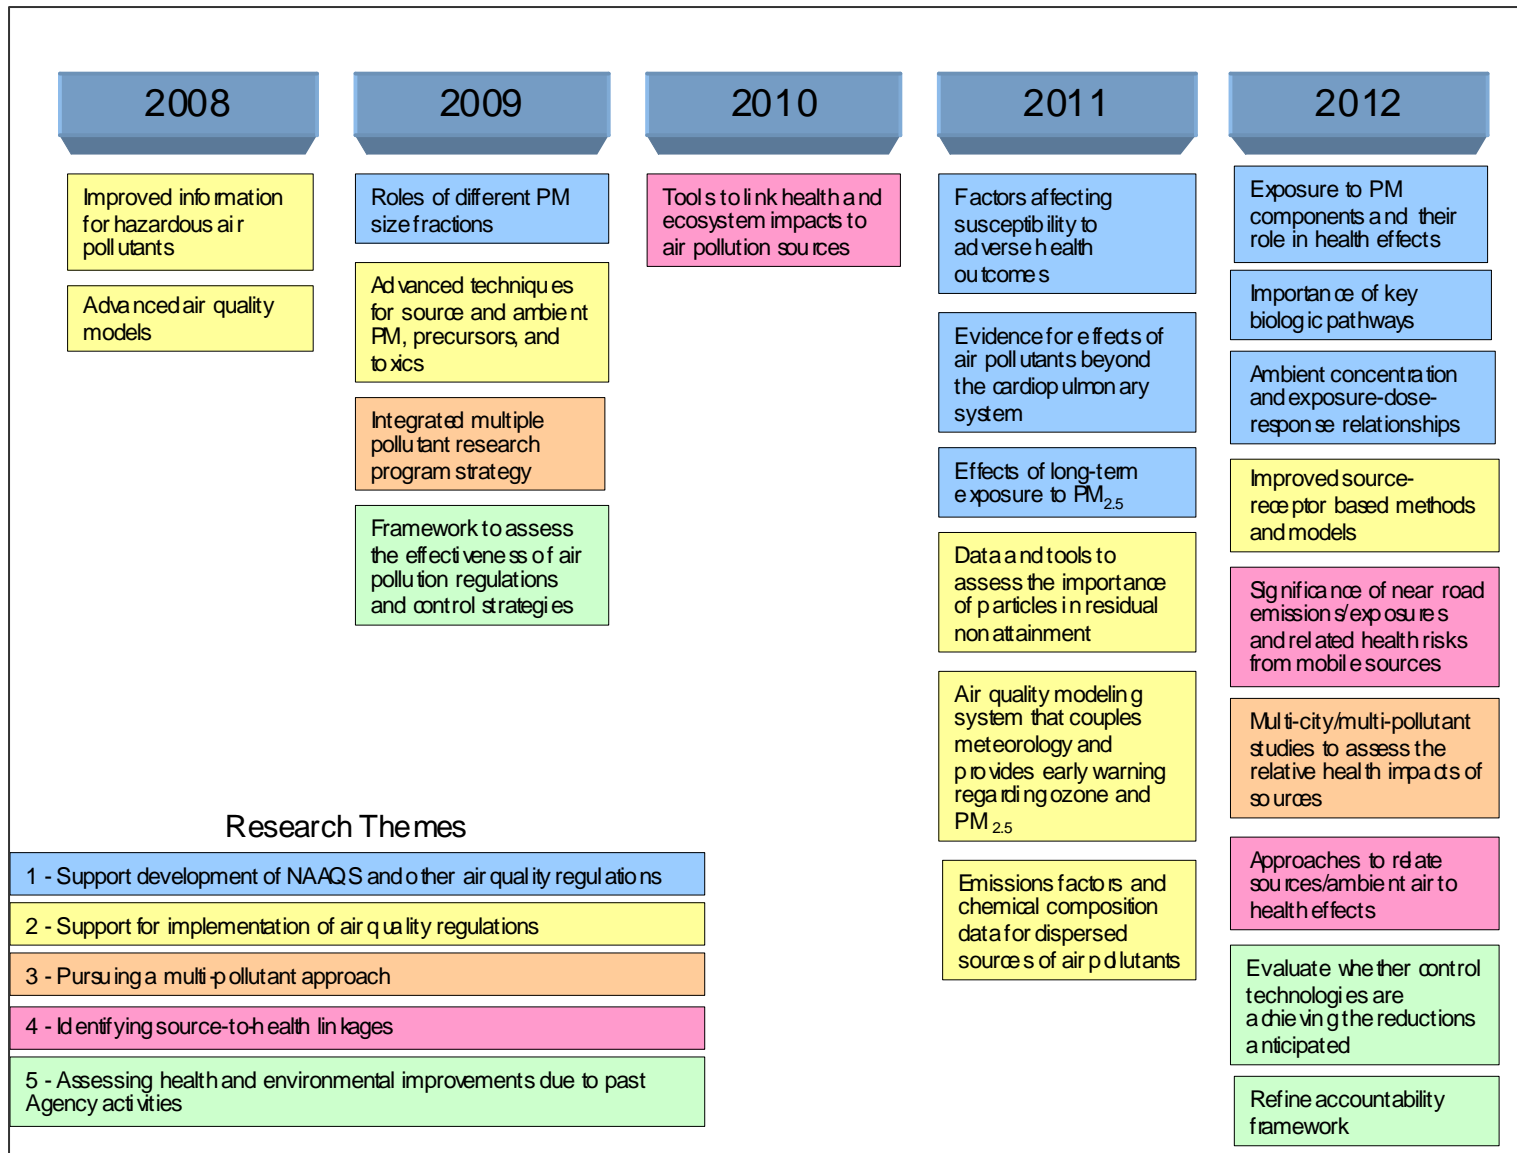 2008
Improved information
for hazardous air
pollutants
Advanced air quality
models
2009
Roles of different PM
size fractions
Advanced techniques
for source and ambient
PM, precursors, and
toxics
Integrated multiple
pollutant research
program strategy
Framework to assess
the effectiveness of air
pollution regulations
and control strategies
2010
Tools to link health and
ecosystem impacts to
air pollution sources
2011
Factors affecting
susceptibility to
adverse health
outcomes
Evidence for effects of
air pollutants beyond
the cardiopulmonary
system
Effects of long-term
exposure to PM2.5
Data and tools to
assess the importance
of particles in residual
non attainment
Air quality modeling
system that couples
meteorology and
provides early warning
regarding ozone and
PM 2.5
Emissions factors and
chemical composition
data for dispersed
sources of air pollutants
2012
Exposure to PM
components and their
role in health effects
Importance of key
biologic pathways
Ambient concentration
and exposure-dose-
response relationships
Improved source-
receptor based methods
and models
Significance of near road
emissions/exposures
and related health risks
from mobile sources
Multi-city/multi-pollutant
studies to assess the
relative health impacts of
sources
Approaches to relate
sources/ambient air to
health effects
Evaluate whether control
technologies are
achieving the reductions
anticipated
Refine accountability
framework
Research Themes
1 - Support development of NAAQS and other air quality regulations
2 - Support for implementation of air quality regulations
3 - Pursuing a multi-pollutant approach
4 - Identifying source-to-health linkages
5 - Assessing health and environmental improvements due to past
Agency activities